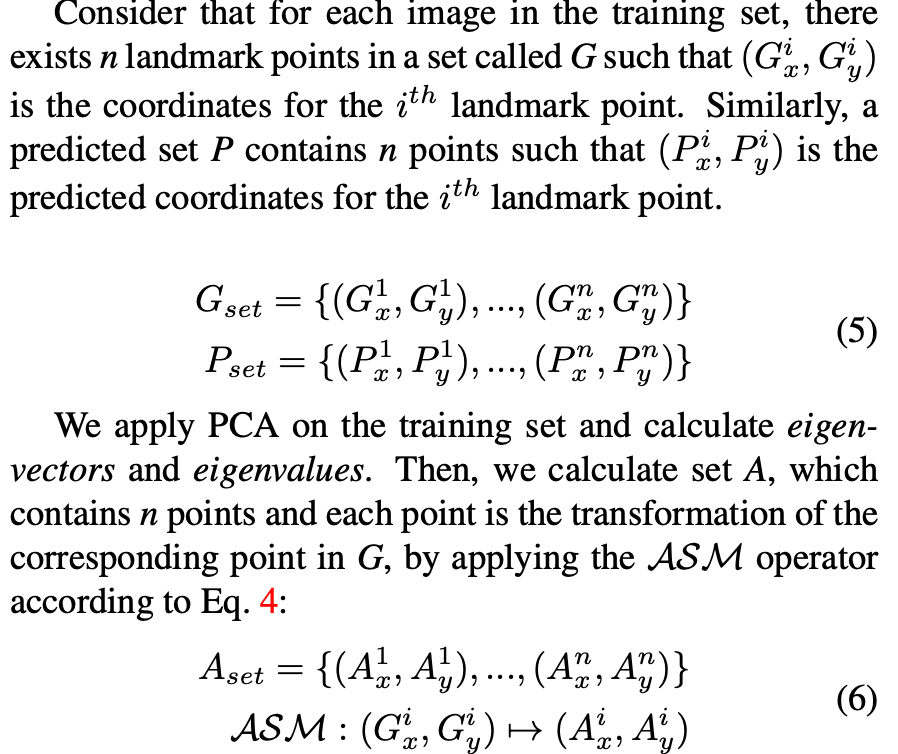 Consider that for each image in the training set, there
exists n landmark points in a set called G such that (G_x^i, G_y^i)
is the coordinates for the i^{th} landmark point. Similarly, a
predicted set P contains n points such that (P_x^i, P_y^i) is the
predicted coordinates for the i^{th} landmark point.
G_{set} = {(G_x^1, G_y^1), ..., (G_x^n, G_y^n)}
P_{set} = {(P_x^1, P_y^1), ..., (P_x^n, P_y^n)}
(5)
We apply PCA on the training set and calculate eigen-
vectors and eigenvalues. Then, we calculate set A, which
contains n points and each point is the transformation of the
corresponding point in G, by applying the ASM operator
according to Eq. 4:
A_{set} = {(A_x^1, A_y^1), ..., (A_x^n, A_y^n)}
ASM : (G_x^i, G_y^i) ↦ (A_x^i, A_y^i)
(6)